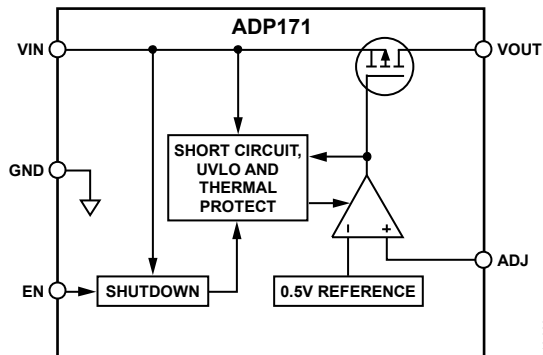 ADP171
VIN
VOUT
SHORT CIRCUIT,
UVLO AND
THERMAL
PROTECT
GND
- +
ADJ
EN
SHUTDOWN
0.5V REFERENCE